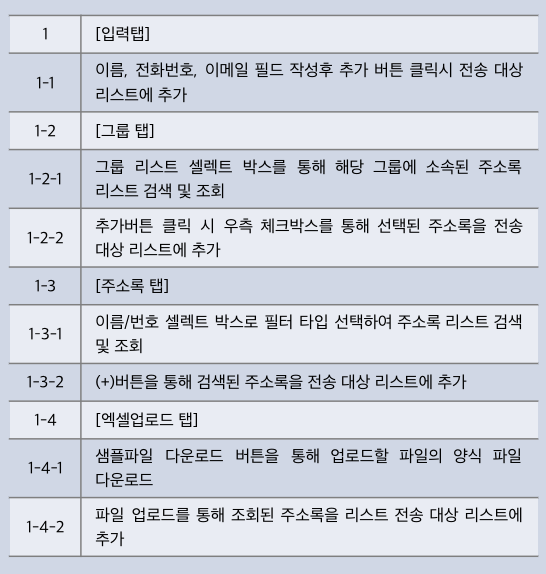 1 [입력탭]
1-1 이름, 전화번호, 이메일 필드 작성후 추가 버튼 클릭시 전송 대상
리스트에 추가
1-2 [그룹 탭]
1-2-1 그룹 리스트 셀렉트 박스를 통해 해당 그룹에 소속된 주소록
리스트 검색 및 조회
1-2-2 추가버튼 클릭 시 우측 체크박스를 통해 선택된 주소록을 전송
대상 리스트에 추가
1-3 [주소록 탭]
1-3-1 이름/번호 셀렉트 박스로 필터 타입 선택하여 주소록 리스트 검색
및 조회
1-3-2 (+)버튼을 통해 검색된 주소록을 전송 대상 리스트에 추가
1-4 [엑셀업로드 탭]
1-4-1 샘플파일 다운로드 버튼을 통해 업로드할 파일의 양식 파일
다운로드
1-4-2 파일 업로드를 통해 조회된 주소록을 리스트 전송 대상 리스트에
추가